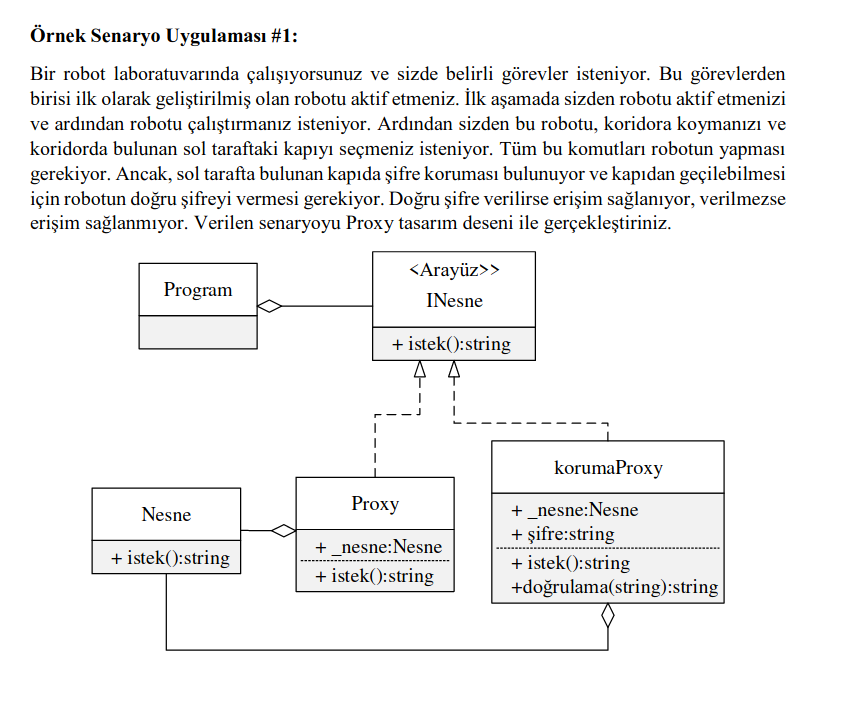 Örnek Senaryo Uygulaması #1:
Bir robot laboratuvarında çalışıyorsunuz ve sizde belirli görevler isteniyor. Bu görevlerden
birisi ilk olarak geliştirilmiş olan robotu aktif etmeniz. İlk aşamada sizden robotu aktif etmenizi
ve ardından robotu çalıştırmanız isteniyor. Ardından sizden bu robotu, koridora koymanızı ve
koridorda bulunan sol taraftaki kapıyı seçmeniz isteniyor. Tüm bu komutları robotun yapması
gerekiyor. Ancak, sol tarafta bulunan kapıda şifre koruması bulunuyor ve kapıdan geçilebilmesi
için robotun doğru şifreyi vermesi gerekiyor. Doğru şifre verilirse erişim sağlanıyor, verilmezse
erişim sağlanmıyor. Verilen senaryoyu Proxy tasarım deseni ile gerçekleştiriniz.
Program
<Arayüz>>
INesne
+ istek():string
Nesne
+ istek():string
Proxy
+ _nesne:Nesne
+ istek():string
korumaProxy
+ _nesne:Nesne
+ şifre:string
+ istek():string
+doğrulama(string):string